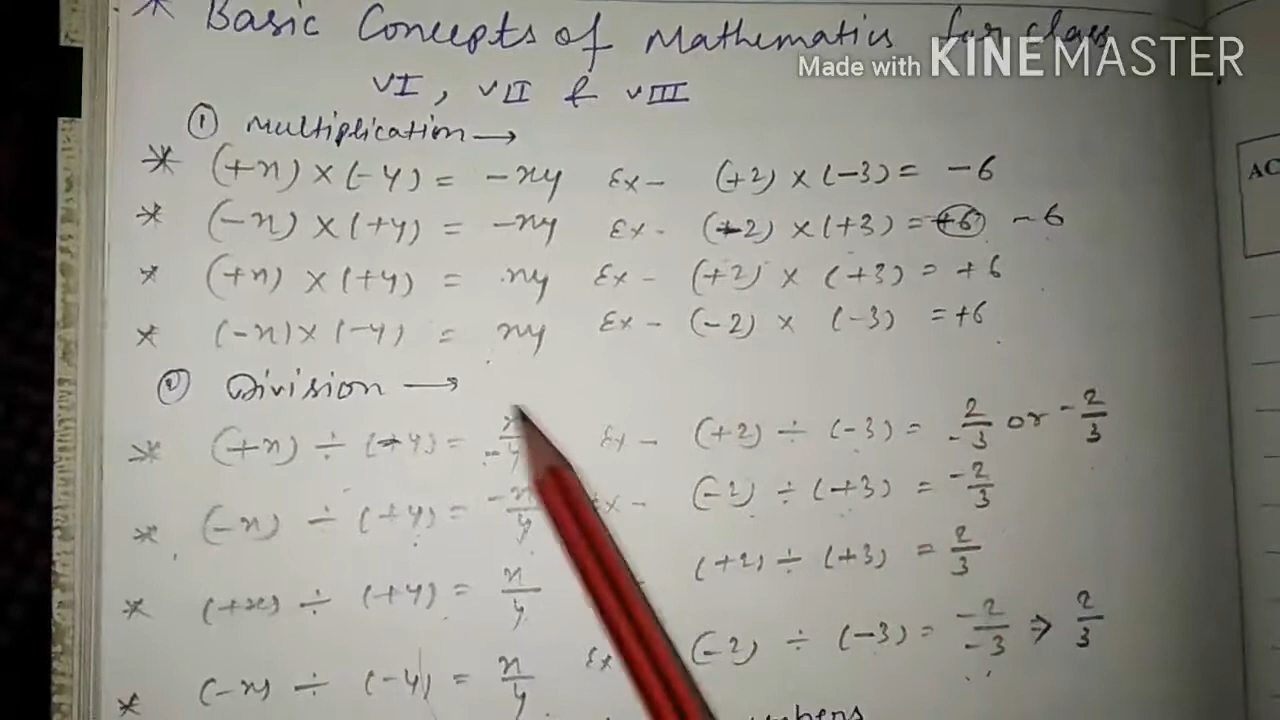 * Basic Concepts of Mathematics for class
Made with KINEMASTER
VI, VII & VIII
① Multiplication →
* (+x) × (-y) = -xy Ex- (+2) × (-3) = -6
* (-x) × (+y) = -xy Ex- (-2) × (+3) = +6 -6
* (+x) × (+y) = xy Ex- (+2) × (+3) = +6
* (-x) × (-y) = xy Ex- (-2) × (-3) = +6
AC
② Division →
* (+x) ÷ (-y) = x/-y Ex- (+2) ÷ (-3) = 2/-3 or -2/3
* (-x) ÷ (+y) = -x/y Ex- (-2) ÷ (+3) = -2/3
* (+x) ÷ (+y) = x/y (+2) ÷ (+3) = 2/3
* (-x) ÷ (-y) = x/y Ex (-2) ÷ (-3) = -2/-3 ⇒ 2/3